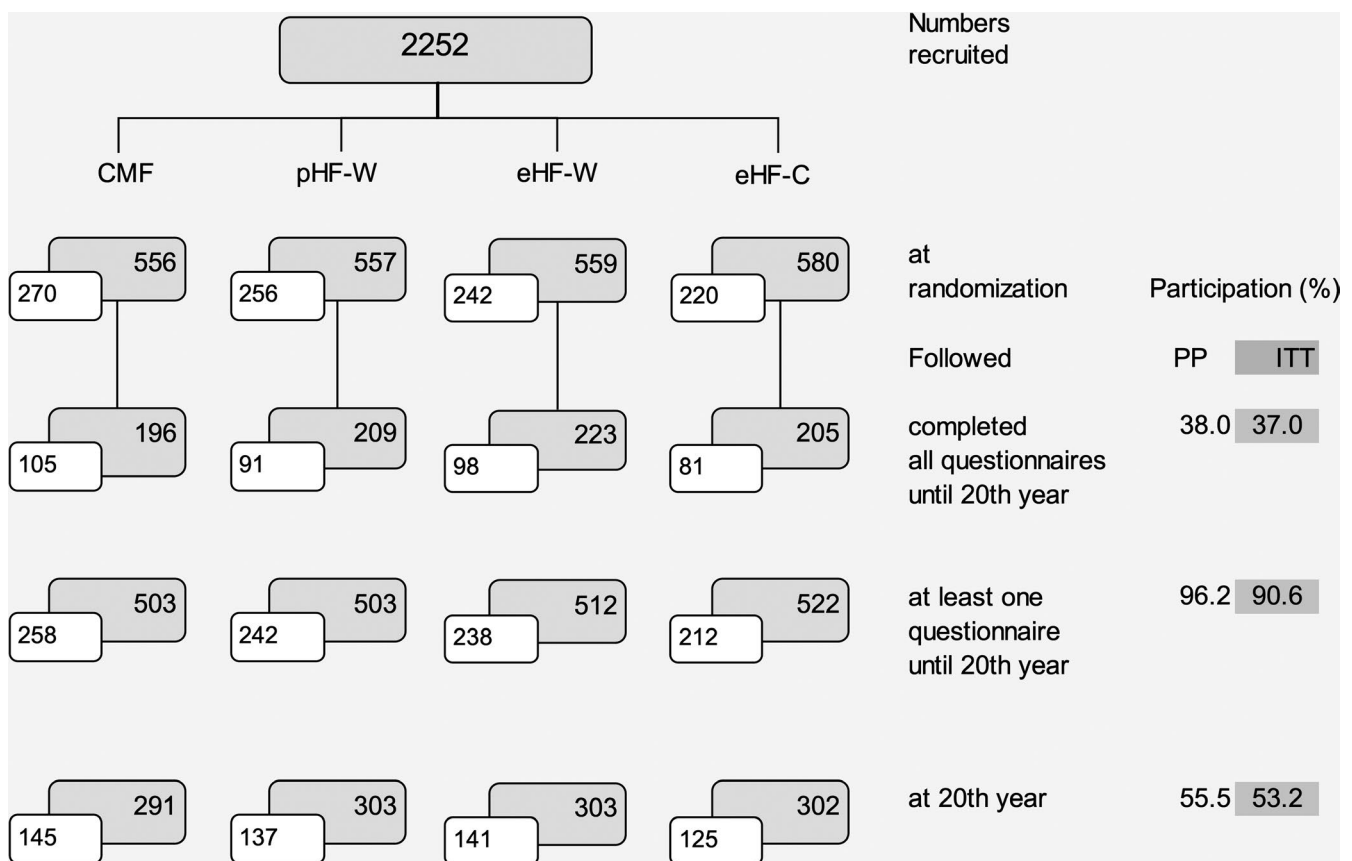 2252
Numbers
recruited
CMF pHF-W eHF-W eHF-C
556 557 559 580
270 256 242 220
at
randomization
Participation (%)
Followed PP ITT
196 209 223 205
105 91 98 81
completed
all questionnaires
until 20th year
38.0 37.0
503 503 512 522
258 242 238 212
at least one
questionnaire
until 20th year
96.2 90.6
291 303 303 302
145 137 141 125
at 20th year
55.5 53.2